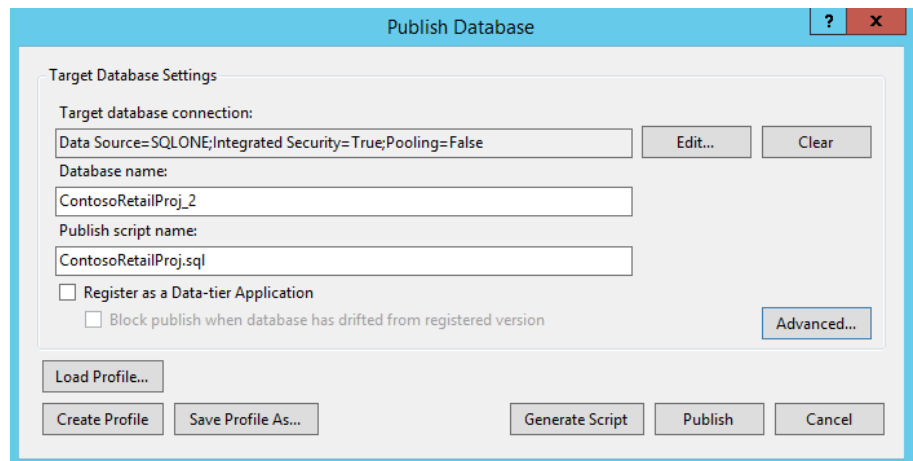 Publish Database
?
x
Target Database Settings
Target database connection:
Data Source=SQLONE;Integrated Security=True;Pooling=False
Edit...
Clear
Database name:
ContosoRetailProj_2
Publish script name:
ContosoRetailProj.sql
Register as a Data-tier Application
Block publish when database has drifted from registered version
Advanced...
Load Profile...
Create Profile
Save Profile As...
Generate Script
Publish
Cancel